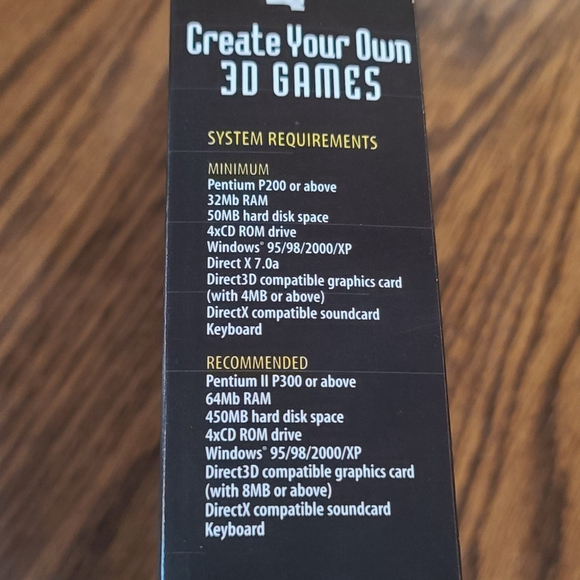 Create Your Own
3D GAMES
SYSTEM REQUIREMENTS
MINIMUM
Pentium P200 or above
32Mb RAM
50MB hard disk space
4xCD ROM drive
Windows® 95/98/2000/XP
Direct X 7.0a
Direct3D compatible graphics card
(with 4MB or above)
DirectX compatible soundcard
Keyboard
RECOMMENDED
Pentium II P300 or above
64Mb RAM
450MB hard disk space
4xCD ROM drive
Windows® 95/98/2000/XP
Direct3D compatible graphics card
(with 8MB or above)
DirectX compatible soundcard
Keyboard